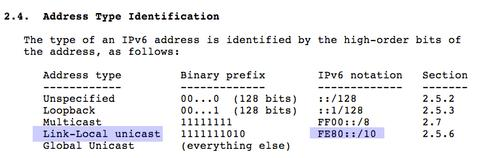 2.4. Address Type Identification
The type of an IPv6 address is identified by the high-order bits of
the address, as follows:
Address type Binary prefix IPv6 notation Section
------------ ------------- ------------- -------
Unspecified 00...0 (128 bits) ::/128 2.5.2
Loopback 00...1 (128 bits) ::1/128 2.5.3
Multicast 11111111 FF00::/8 2.7
Link-Local unicast 1111111010 FE80::/10 2.5.6
Global Unicast (everything else)